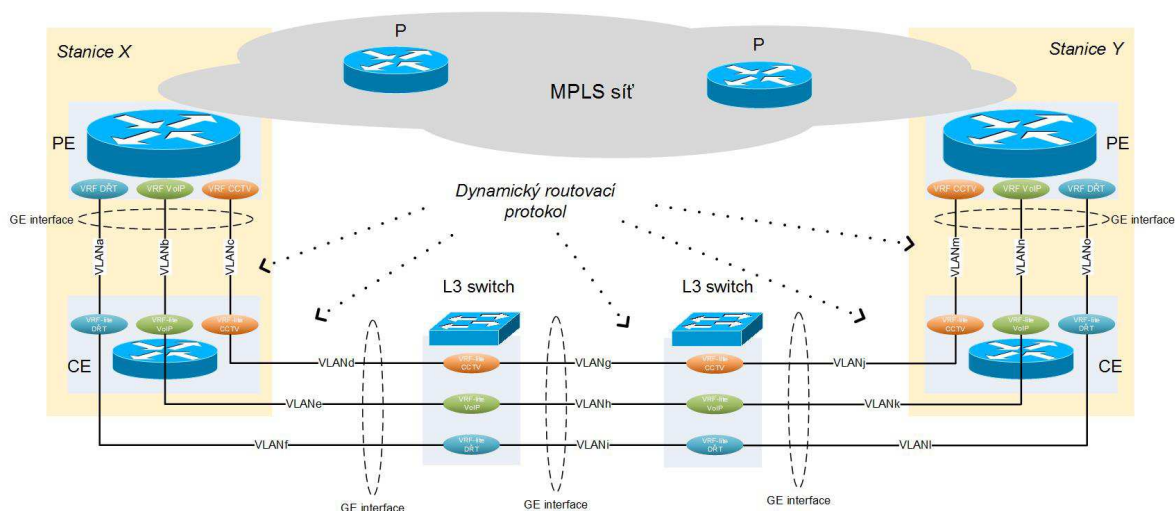 P
P
Stanice X
Stanice Y
MPLS síť
PE
PE
VRF DŘT
VRF VoIP
VRF CCTV
VRF CCTV
VRF VoIP
VRF DŘT
Dynamický routovací
protokol
GE interface
GE interface
VLANa
VLANb
VLANc
VLANm
VLANn
VLANo
L3 switch
L3 switch
VRF-lite
DŘT
VRF-lite
VoIP
VRF-lite
CCTV
VRF-lite
CCTV
VRF-lite
VoIP
VRF-lite
DŘT
CE
CE
VLANd
VRF-lite
CCTV
VLANg
VRF-lite
CCTV
VLANj
VLANe
VRF-lite
VoIP
VLANh
VRF-lite
VoIP
VLANk
VLANf
VRF-lite
DŘT
VLANi
VRF-lite
DŘT
VLANl
GE interface
GE interface
GE interface